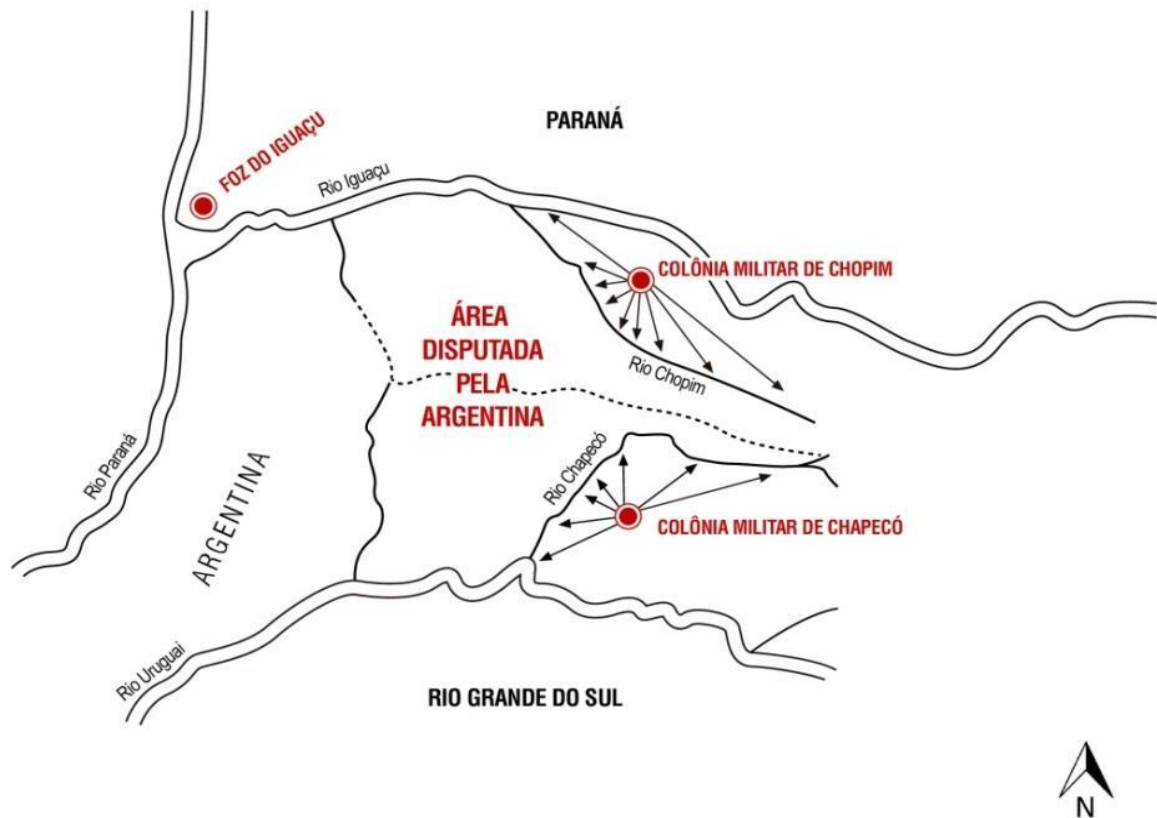 PARANÁ
FOZ DO IGUAÇU
Rio Iguaçu
COLÔNIA MILITAR DE CHOPIM
ÁREA
DISPUTADA
PELA
ARGENTINA
Rio Chopim
Rio Paraná
ARGENTINA
Rio Chapecó
COLÔNIA MILITAR DE CHAPECÓ
Rio Uruguai
RIO GRANDE DO SUL
N